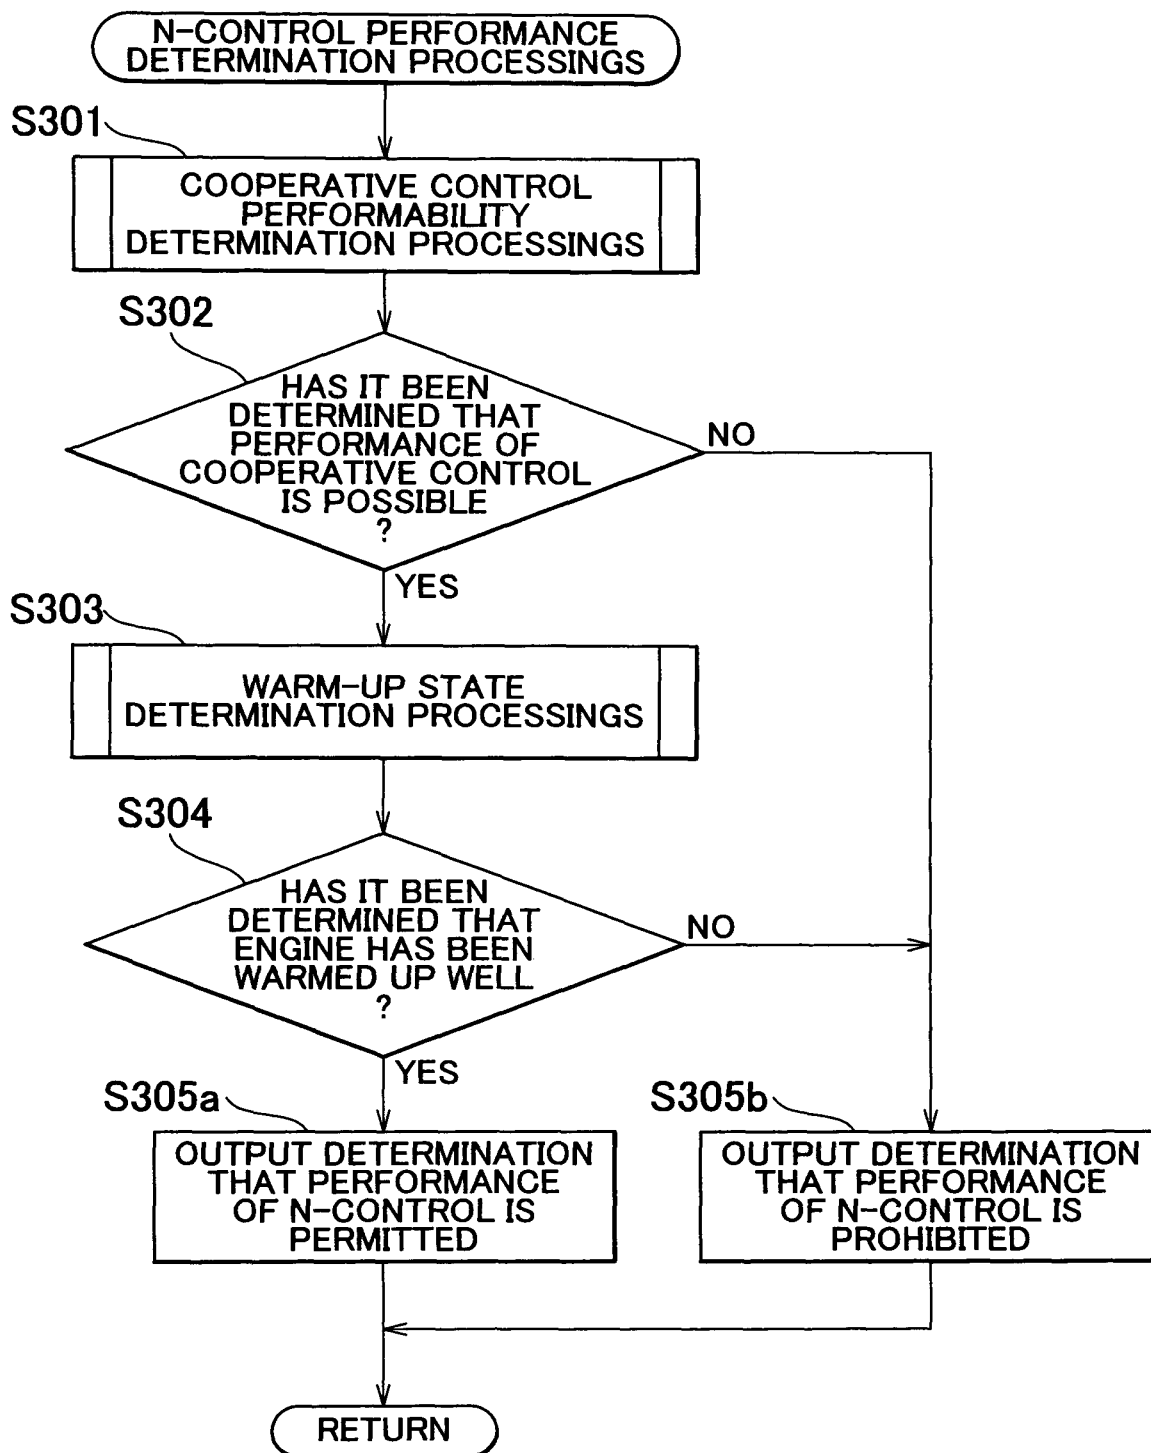 N-CONTROL PERFORMANCE
DETERMINATION PROCESSINGS
S301
COOPERATIVE CONTROL
PERFORMABILITY
DETERMINATION PROCESSINGS
S302
HAS IT BEEN
DETERMINED THAT
PERFORMANCE OF
COOPERATIVE CONTROL
IS POSSIBLE
?
NO
YES
S303
WARM-UP STATE
DETERMINATION PROCESSINGS
S304
HAS IT BEEN
DETERMINED THAT
ENGINE HAS BEEN
WARMED UP WELL
?
NO
YES
S305a
OUTPUT DETERMINATION
THAT PERFORMANCE
OF N-CONTROL IS
PERMITTED
S305b
OUTPUT DETERMINATION
THAT PERFORMANCE
OF N-CONTROL IS
PROHIBITED
RETURN